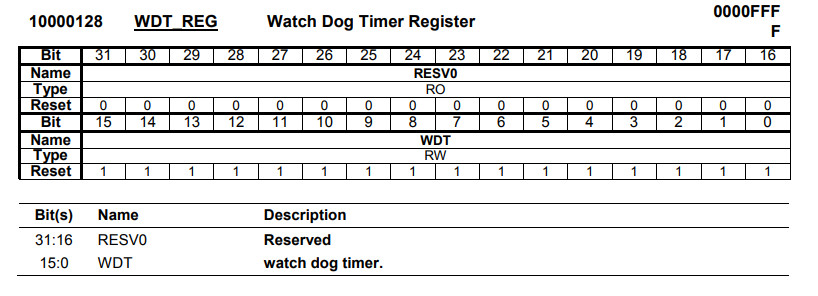 10000128 WDT_REG Watch Dog Timer Register 0000FFF
F
Bit 31 30 29 28 27 26 25 24 23 22 21 20 19 18 17 16
Name RESV0
Type RO
Reset 0 0 0 0 0 0 0 0 0 0 0 0 0 0 0 0
Bit 15 14 13 12 11 10 9 8 7 6 5 4 3 2 1 0
Name WDT
Type RW
Reset 1 1 1 1 1 1 1 1 1 1 1 1 1 1 1 1
Bit(s) Name Description
31:16 RESV0 Reserved
15:0 WDT watch dog timer.